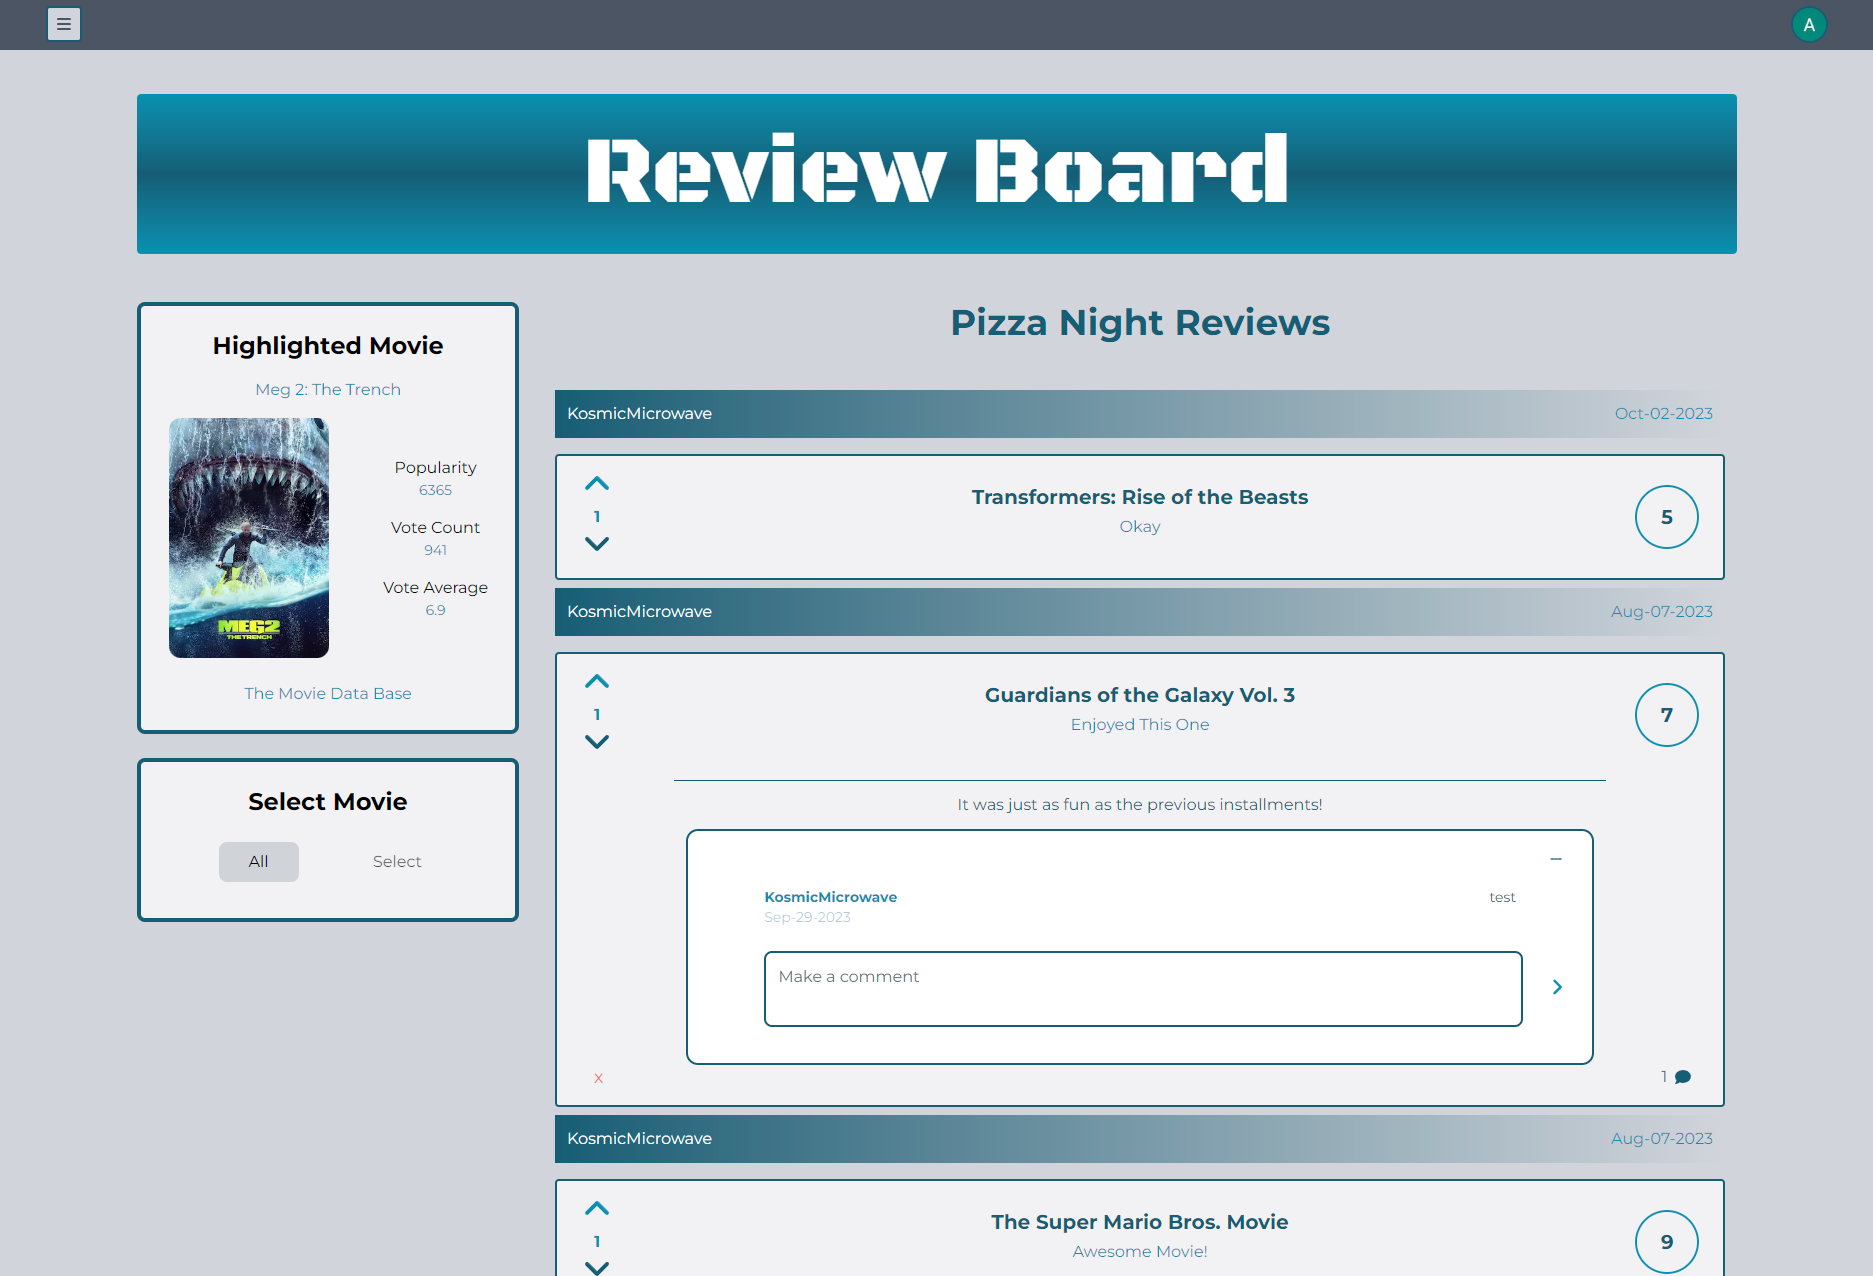 A
Review Board
Highlighted Movie
Meg 2: The Trench
MEG2
THE TRENCH
Popularity
6365
Vote Count
941
Vote Average
6.9
The Movie Data Base
Select Movie
All
Select
Pizza Night Reviews
KosmicMicrowave
Oct-02-2023
1
Transformers: Rise of the Beasts
Okay
5
KosmicMicrowave
Aug-07-2023
1
Guardians of the Galaxy Vol. 3
Enjoyed This One
7
It was just as fun as the previous installments!
KosmicMicrowave
Sep-29-2023
test
Make a comment
X
1
KosmicMicrowave
Aug-07-2023
1
The Super Mario Bros. Movie
Awesome Movie!
9